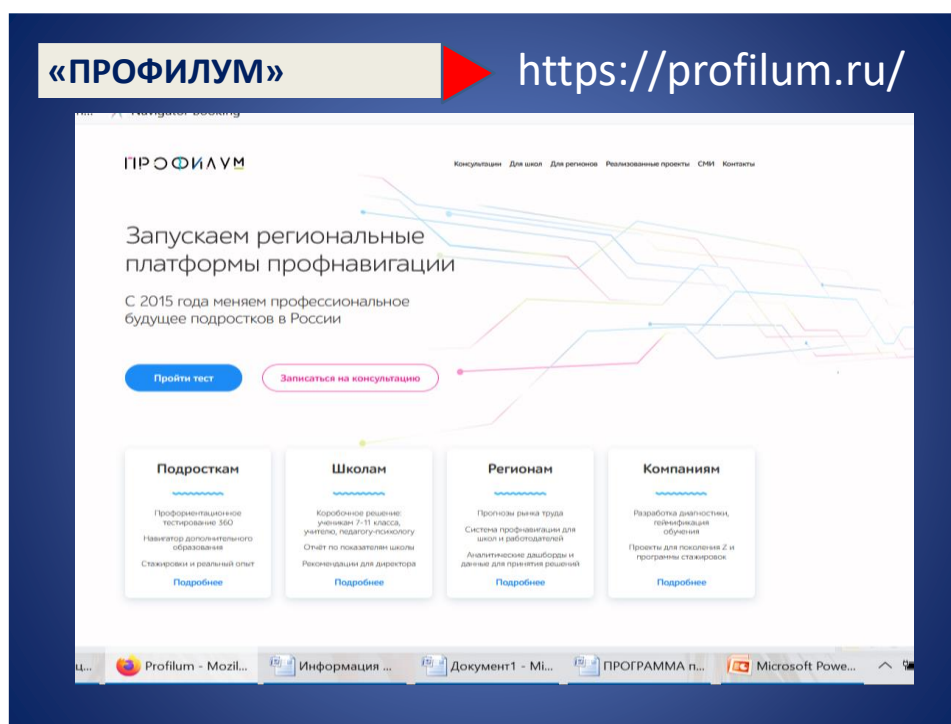 «ПРОФИЛУМ»
https://profilum.ru/
Navigator Booking
ПРОФИЛУМ
Консультации Для школ Для регионов Реализованные проекты СМИ Контакты
Запускаем региональные
платформы профнавигации
С 2015 года меняем профессиональное
будущее подростков в России
Пройти тест
Записаться на консультацию
Подросткам
Профориентационное
тестирование 360
Навигатор дополнительного
образования
Стажировки и реальный опыт
Подробнее
Школам
Коробочное решение:
ученикам 7-11 класса,
учителю, педагогу-психологу
Отчёт по показателям школы
Рекомендации для директора
Подробнее
Регионам
Прогнозы рынка труда
Система профнавигации для
школ и работодателей
Аналитические дашборды и
данные для принятия решений
Подробнее
Компаниям
Разработка диагностики,
геймификация
обучения
Проекты для поколения Z и
программы стажировок
Подробнее
ц... Profilum - Mozil... Информация ... Документ1 - Mi... ПРОГРАММА п... Microsoft Powe...